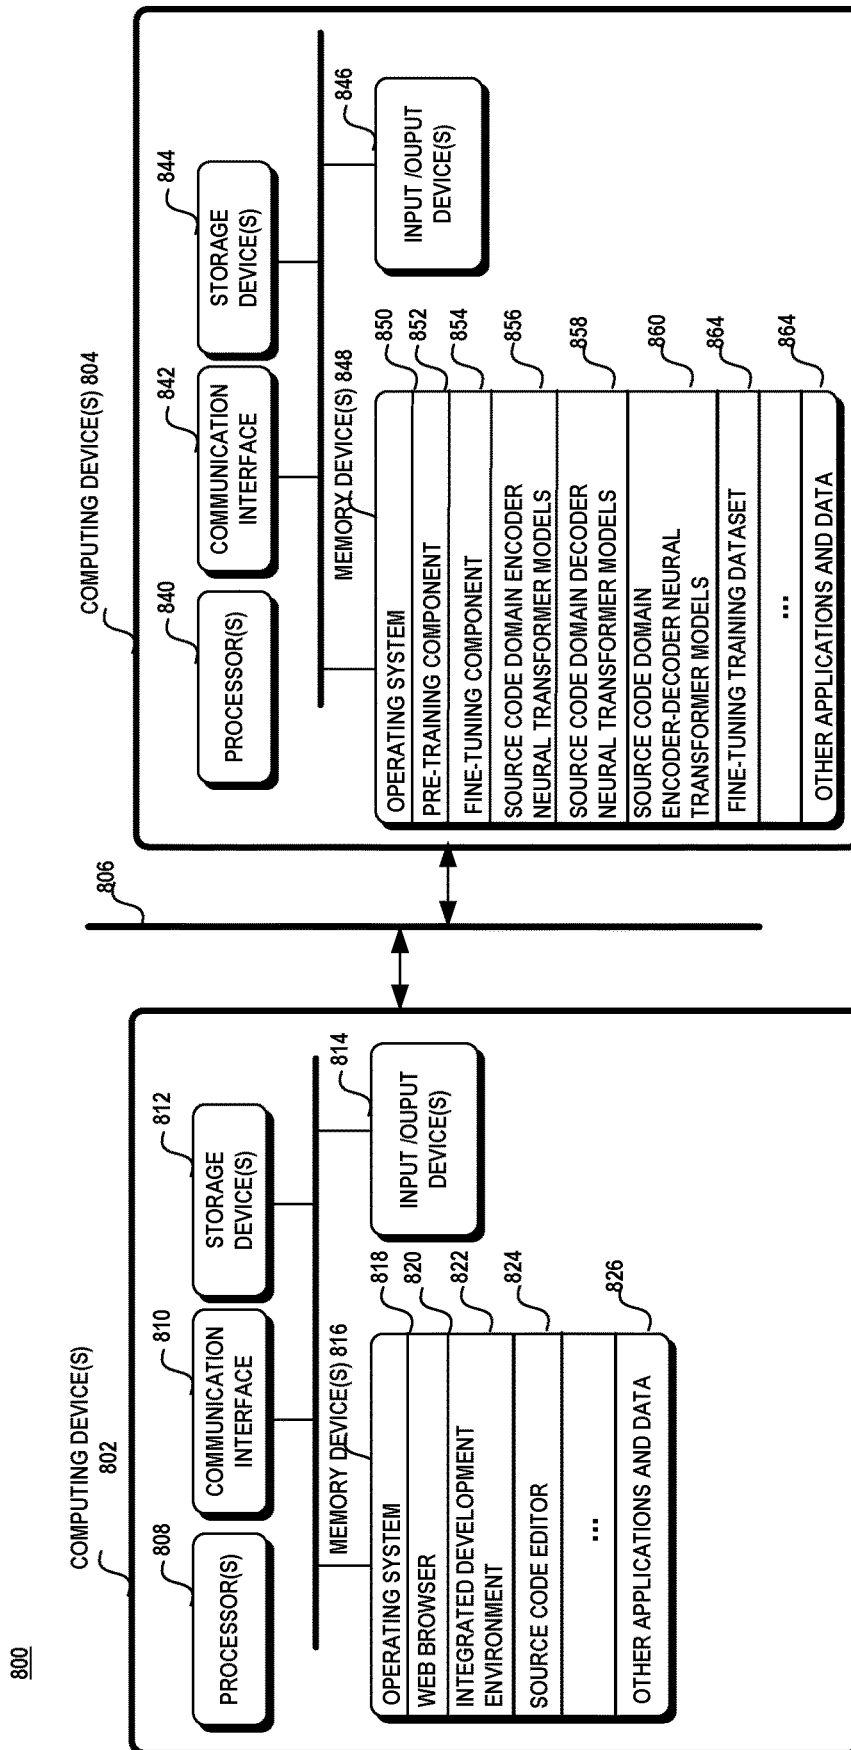 800
COMPUTING DEVICE(S)
802
808
PROCESSOR(S)
810
COMMUNICATION
INTERFACE
812
STORAGE
DEVICE(S)
MEMORY DEVICE(S) 816
814
INPUT /OUPUT
DEVICE(S)
OPERATING SYSTEM
818
WEB BROWSER
820
INTEGRATED DEVELOPMENT
ENVIRONMENT
822
SOURCE CODE EDITOR
824
...
OTHER APPLICATIONS AND DATA
826
806
COMPUTING DEVICE(S) 804
840
PROCESSOR(S)
842
COMMUNICATION
INTERFACE
844
STORAGE
DEVICE(S)
MEMORY DEVICE(S) 848
846
INPUT /OUPUT
DEVICE(S)
OPERATING SYSTEM
850
PRE-TRAINING COMPONENT
852
FINE-TUNING COMPONENT
854
SOURCE CODE DOMAIN ENCODER
NEURAL TRANSFORMER MODELS
856
SOURCE CODE DOMAIN DECODER
NEURAL TRANSFORMER MODELS
858
SOURCE CODE DOMAIN
ENCODER-DECODER NEURAL
TRANSFORMER MODELS
860
FINE-TUNING TRAINING DATASET
864
...
OTHER APPLICATIONS AND DATA
864